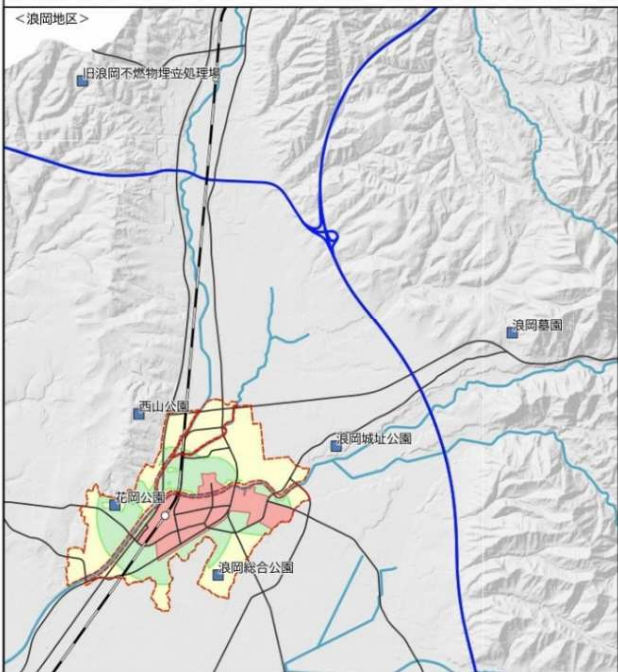 <浪岡地区>
旧浪岡不燃物埋立処理場
浪岡墓園
西山公園
浪岡城址公園
花岡公園
浪岡総合公園